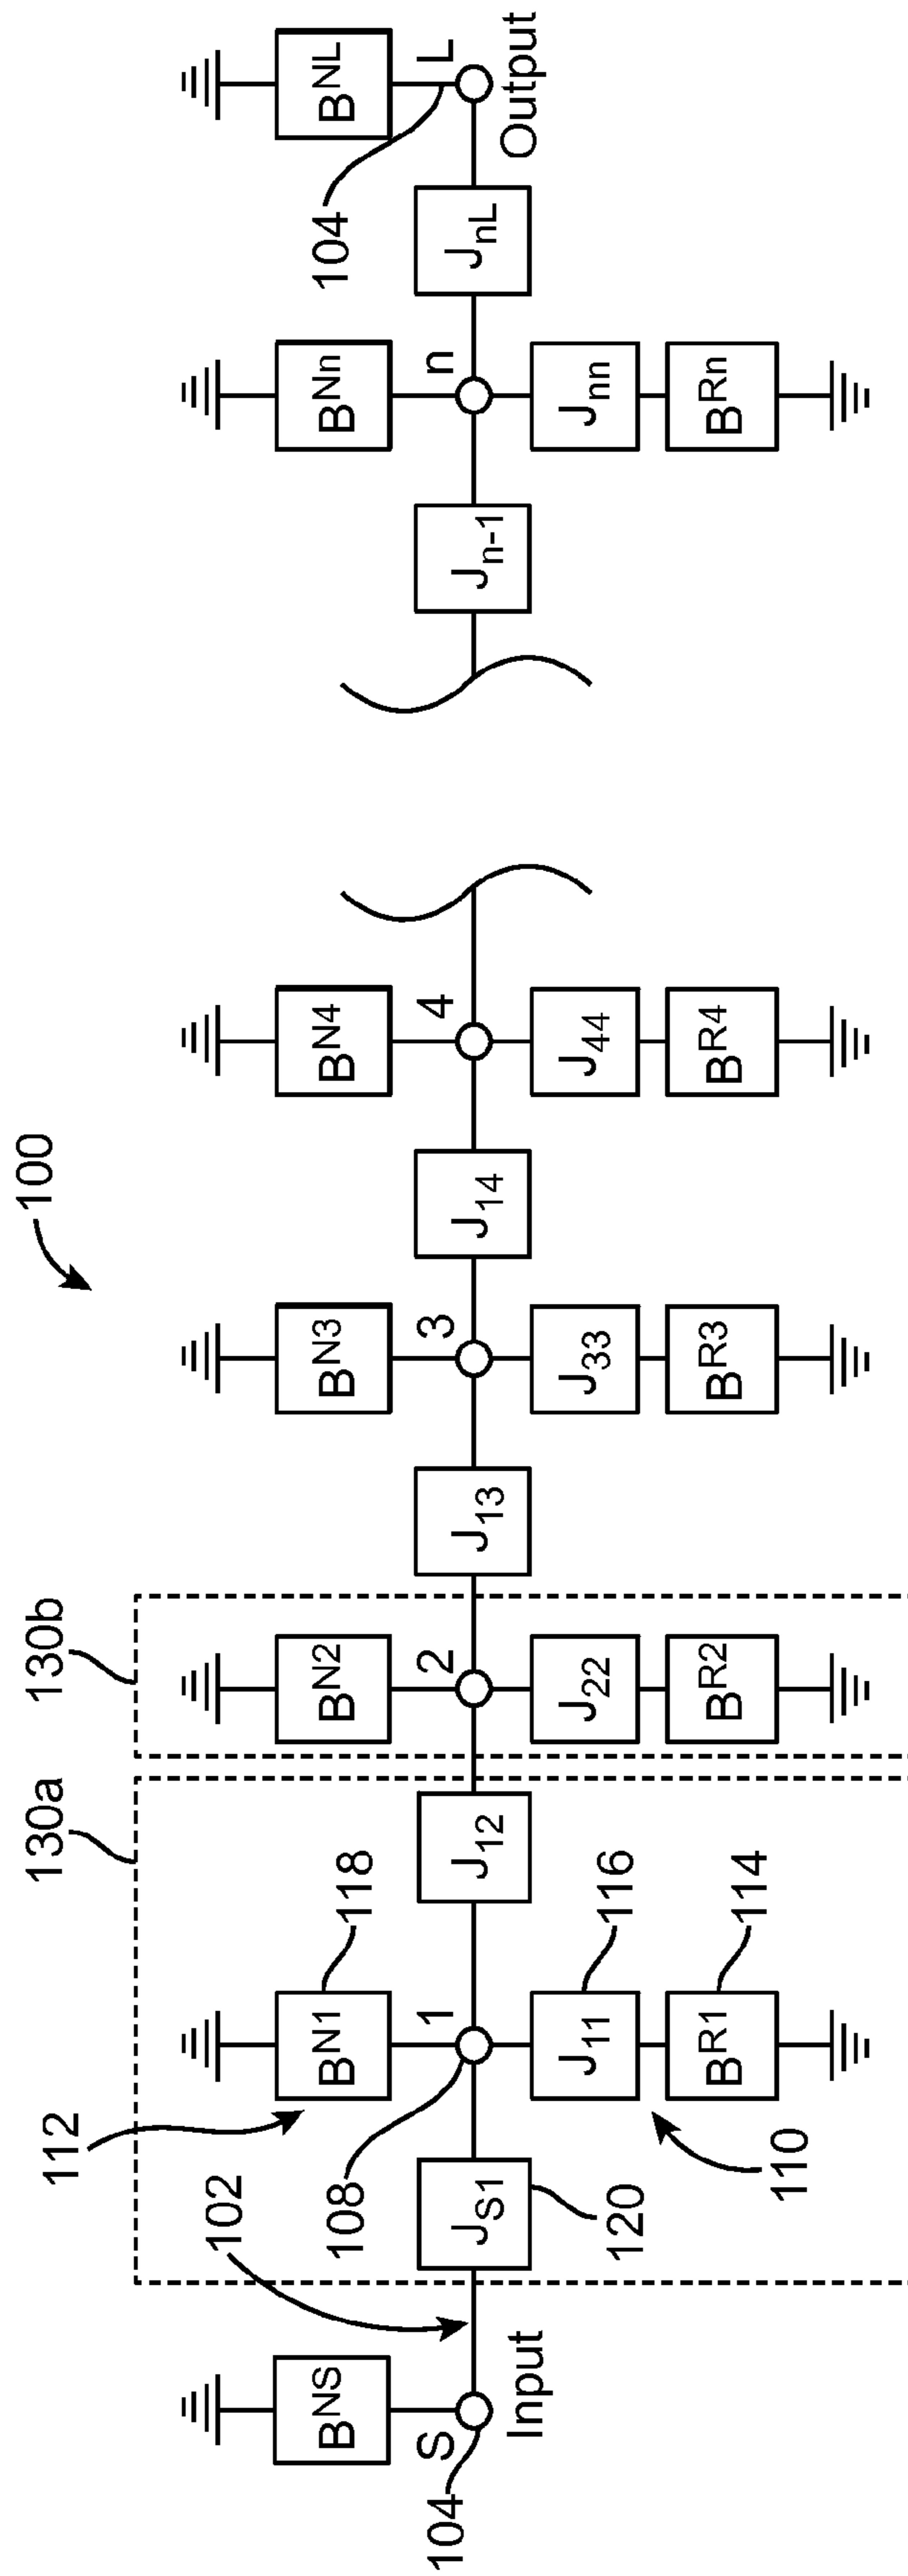 100
130a
130b
112
118
102
104
108
104
B^NS
B^N1
B^N2
B^N3
B^N4
B^Nn
B^NL
S
1
2
3
4
n
L
Input
J_S1
J_12
J_13
J_14
J_n-1
J_nL
Output
120
J_11
116
J_22
J_33
J_44
J_nn
110
B^R1
114
B^R2
B^R3
B^R4
B^Rn